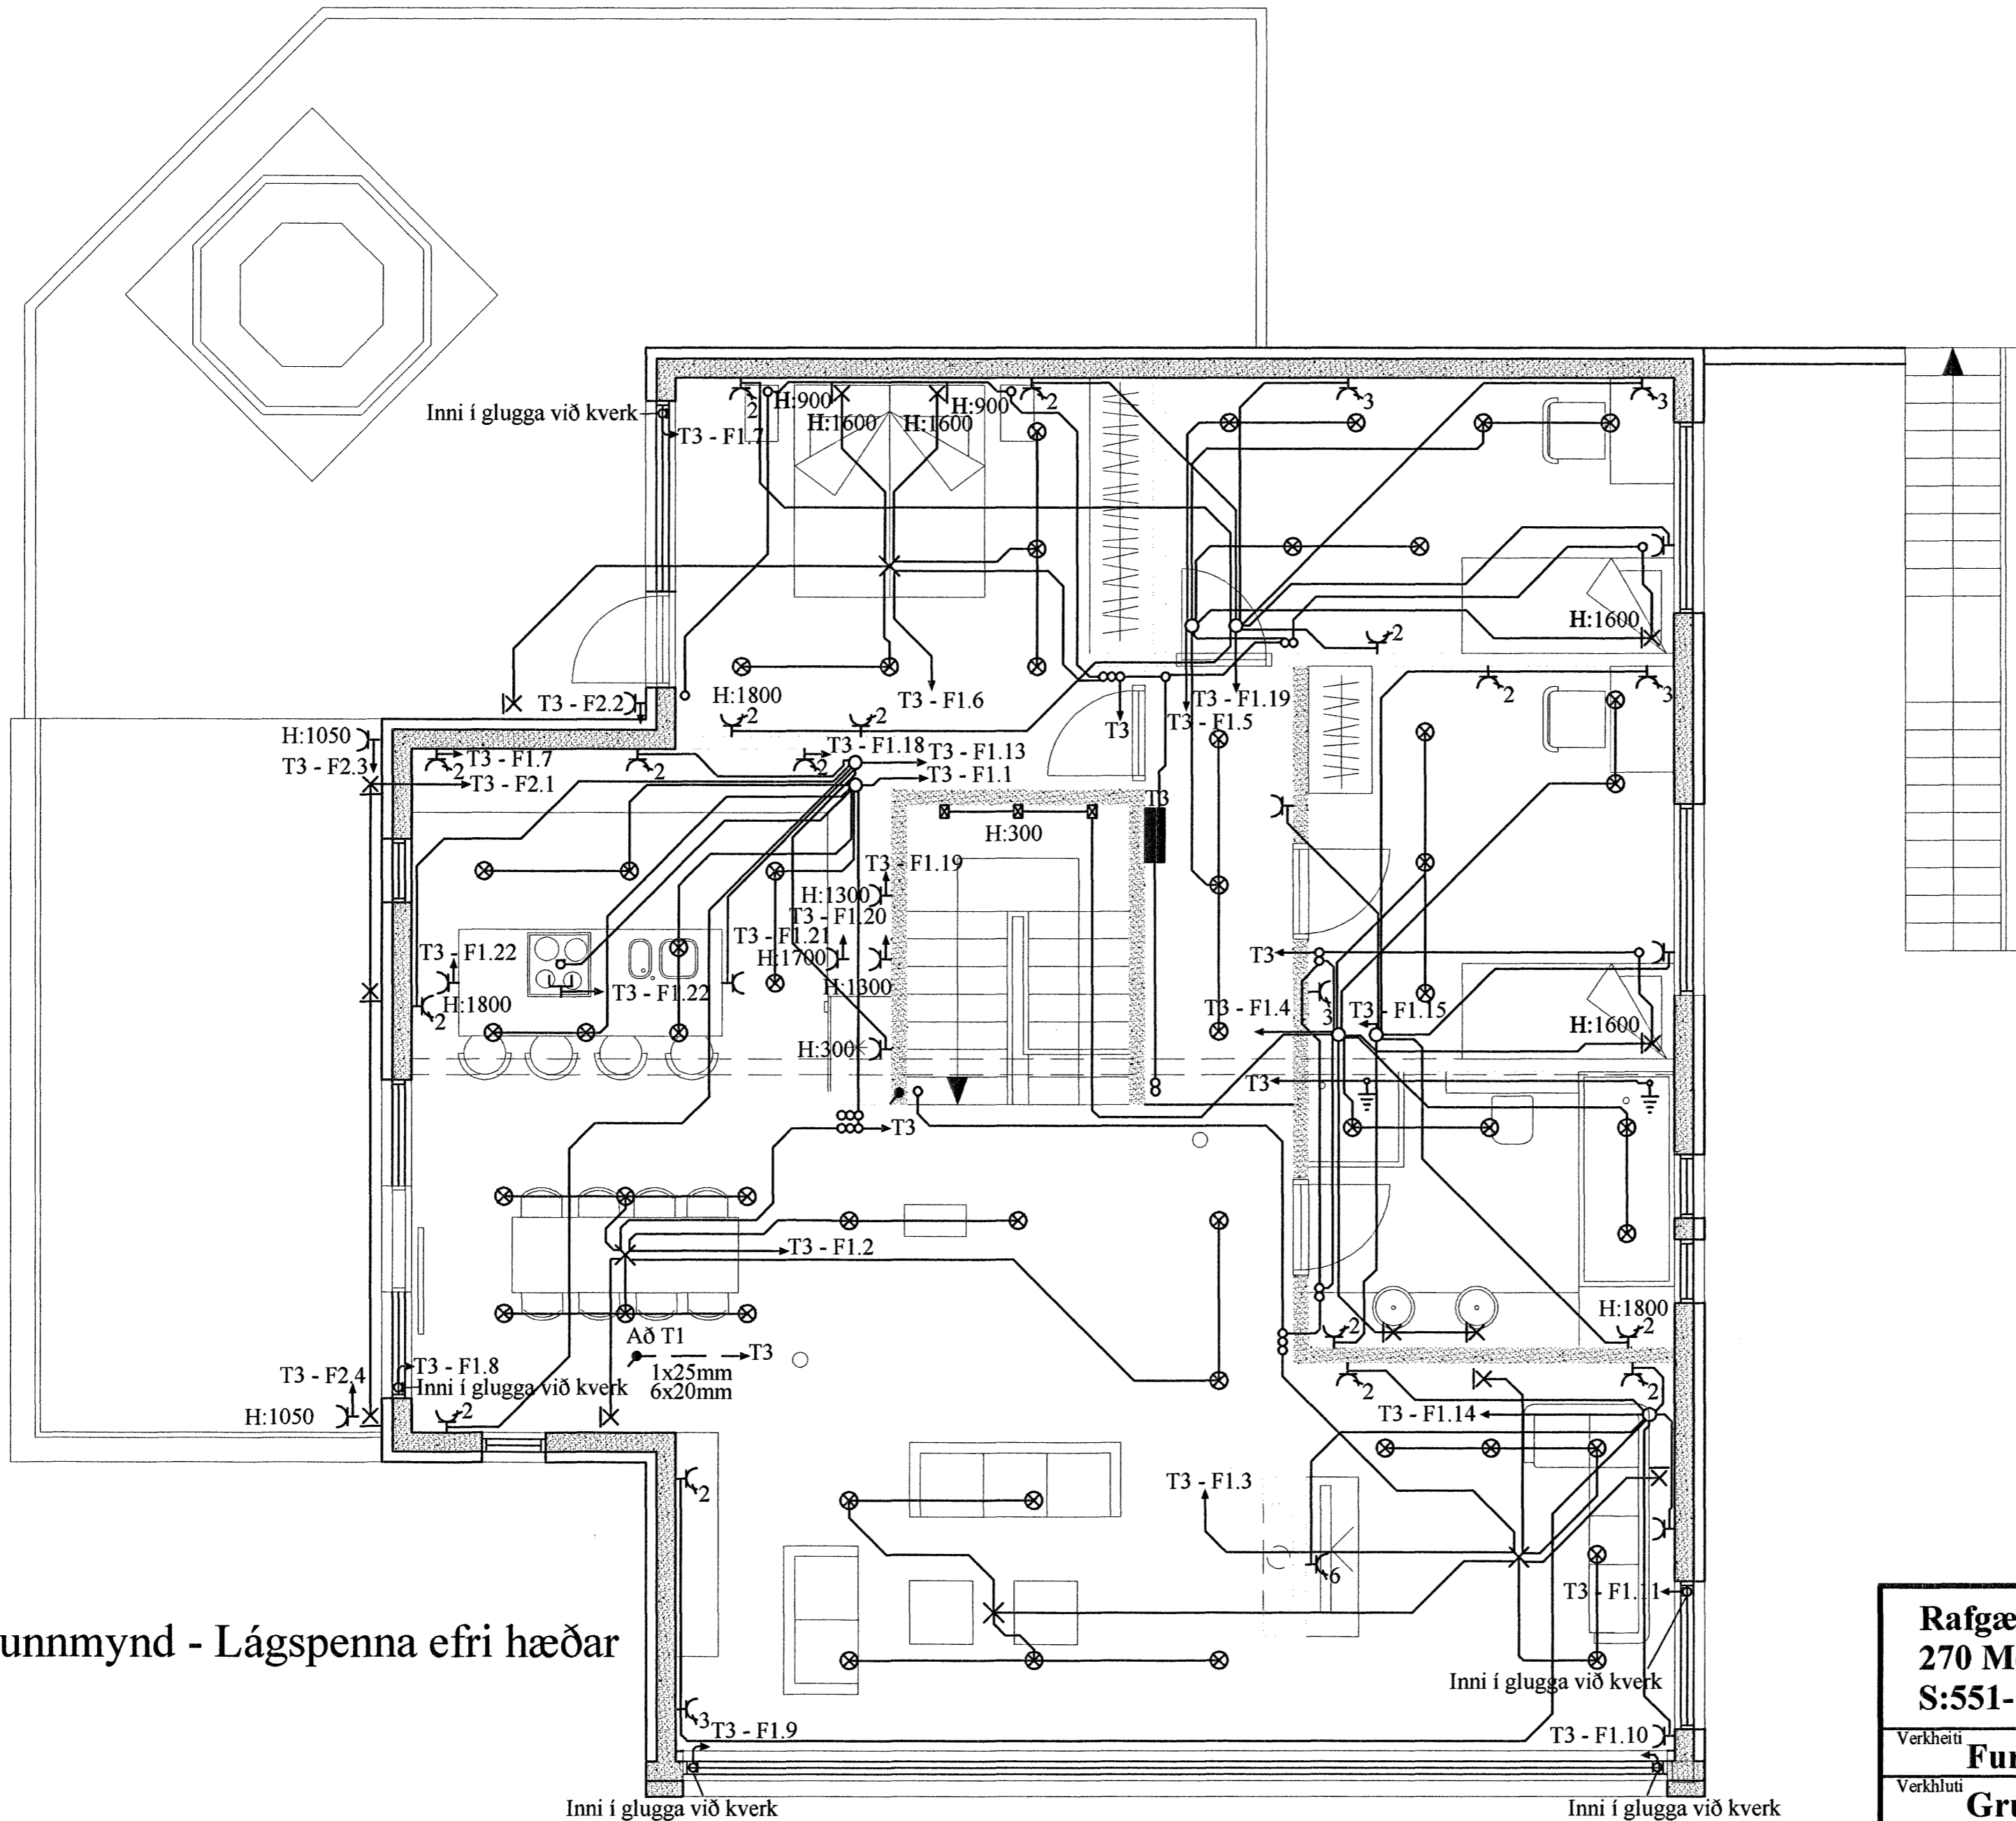 Inni í glugga við kverk
T3 - F1.7
2
H:900
H:1600
H:1600
H:900
2
3
3
H:1600
2
T3 - F2.2
H:1800
T3 - F1.6
T3
T3 - F1.19
T3 - F1.5
2
3
H:1050
T3 - F2.3
2
2
T3 - F1.7
2
2
2
T3 - F1.18
T3 - F1.13
T3 - F2.1
T3 - F1.1
T3
H:300
T3 - F1.19
H:1300
T3 - F1.20
T3 - F1.21
H:1700
H:1300
T3 - F1.22
T3 - F1.22
H:1800
2
H:300
T3
T3 - F1.4
3
T3 - F1.15
H:1600
T3
T3
T3 - F1.2
H:1800
2
2
Að T1
T3
1x25mm
6x20mm
T3 - F1.8
Inni í glugga við kverk
T3 - F2.4
H:1050
2
2
2
T3 - F1.14
2
T3 - F1.3
6
T3 - F1.11
Inni í glugga við kverk
unnmynd - Lágspenna efri hæðar
3
T3 - F1.9
T3 - F1.10
Inni í glugga við kverk
Inni í glugga við kverk
Rafgæ
270 M
S:551-
Verkheiti
Fur
Verkhluti
Gru